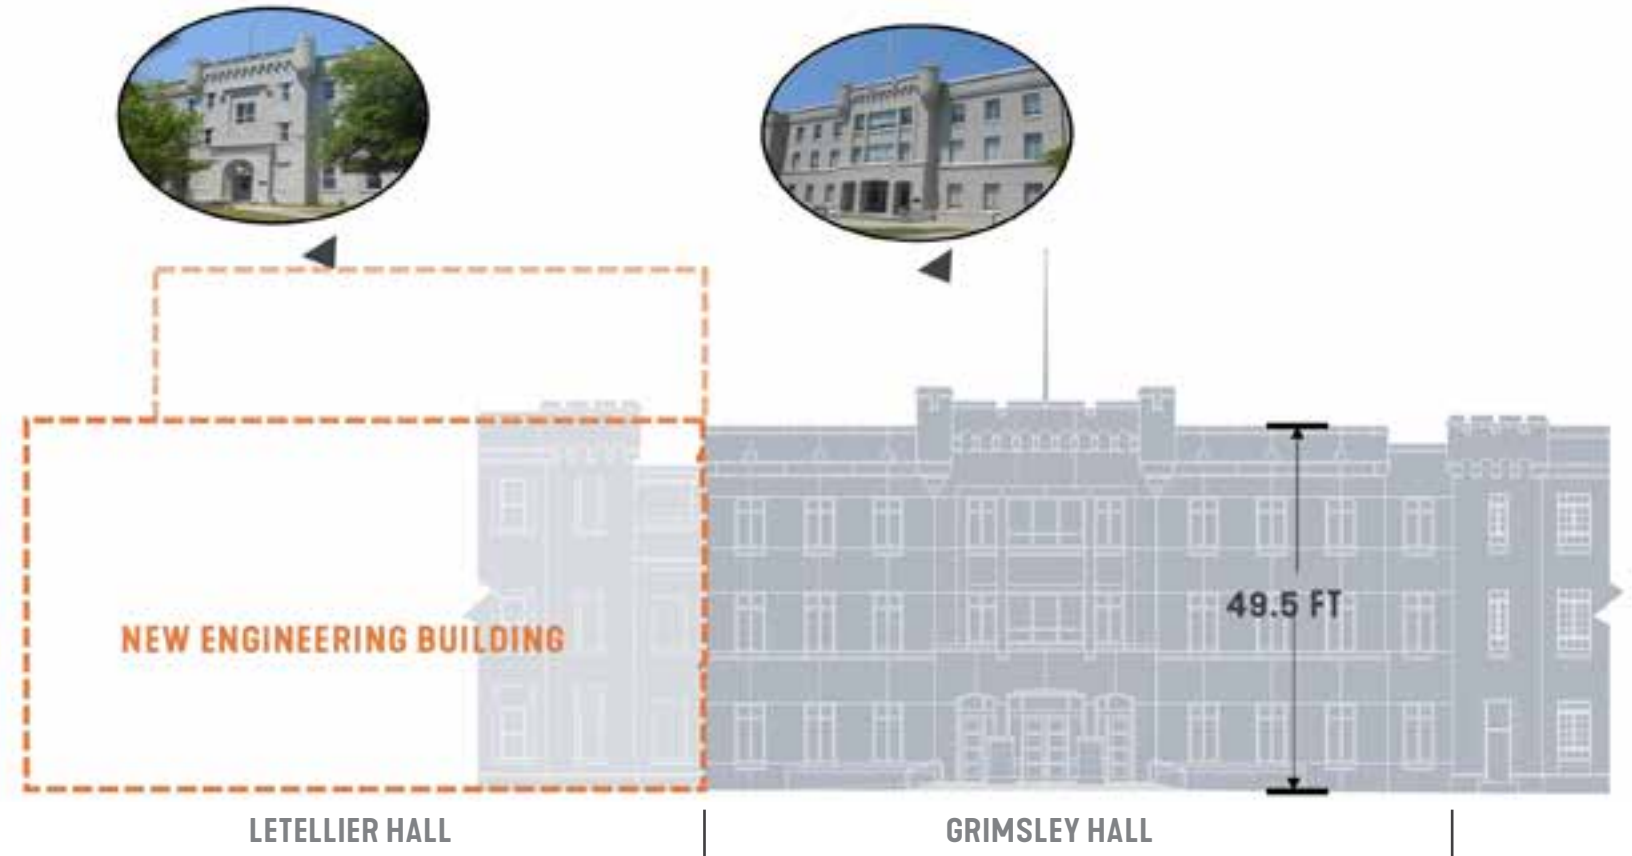 49.5 FT
NEW ENGINEERING BUILDING
LETELLIER HALL
GRIMSLEY HALL